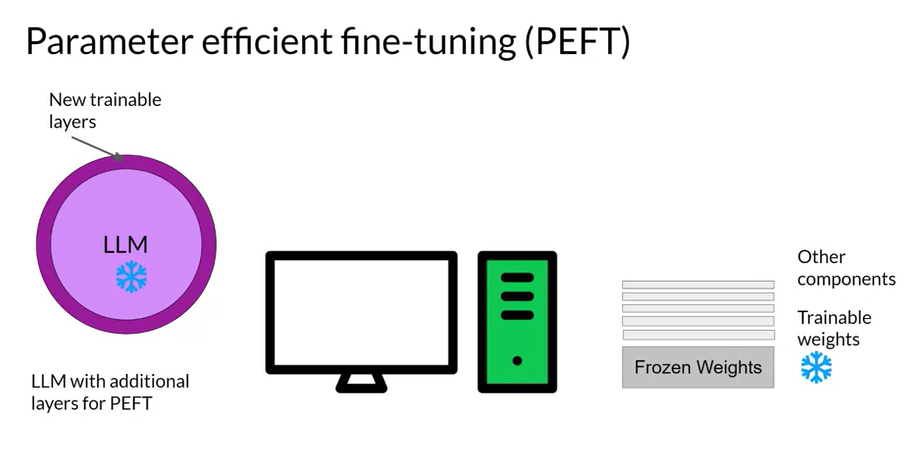 Parameter efficient fine-tuning (PEFT)
New trainable
layers
LLM
LLM with additional
layers for PEFT
Other
components
Trainable
weights
Frozen Weights